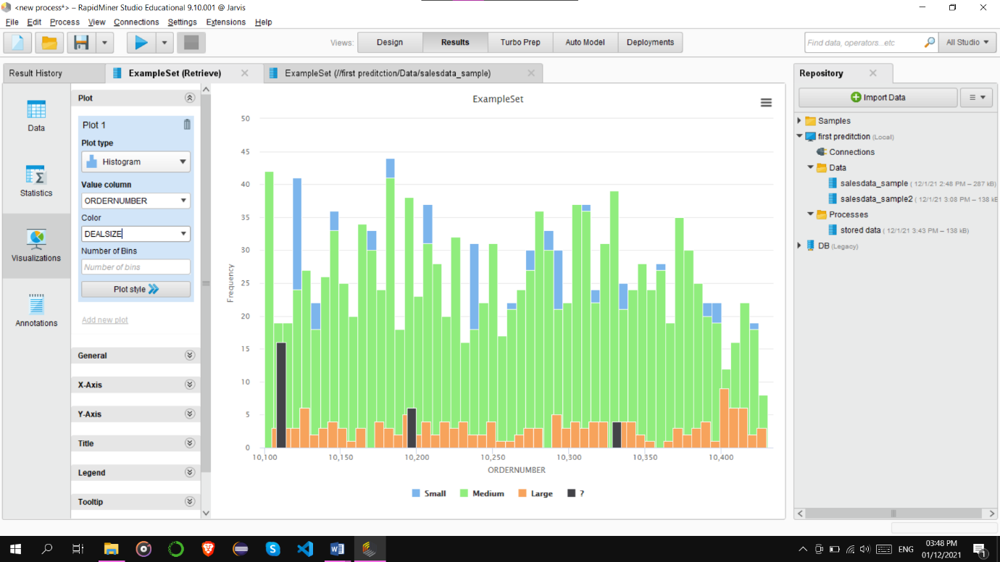 <new process*> – RapidMiner Studio Educational 9.10.001 @ Jarvis
File Edit Process View Connections Settings Extensions Help
Views: Design Results Turbo Prep Auto Model Deployments
Find data, operators...etc
All Studio
Result History
ExampleSet (Retrieve)
ExampleSet (//first preditction/Data/salesdata_sample)
Data
Statistics
Visualizations
Annotations
Plot
Plot 1
Plot type
Histogram
Value column
ORDERNUMBER
Color
DEALSIZE
Number of Bins
Number of bins
Plot style
Add new plot
General
X-Axis
Y-Axis
Title
Legend
Tooltip
ExampleSet
Frequency
50
45
40
35
30
25
20
15
10
5
0
10,100 10,150 10,200 10,250 10,300 10,350 10,400
ORDERNUMBER
Small Medium Large ?
Repository
Import Data
Samples
first preditction (Local)
Connections
Data
salesdata_sample ( 12/1/21 2:48 PM – 287 kB)
salesdata_sample2 ( 12/1/21 3:08 PM – 138 kE
Processes
stored data ( 12/1/21 3:43 PM – 138 kB)
DB (Legacy)
ENG
03:48 PM
01/12/2021
1